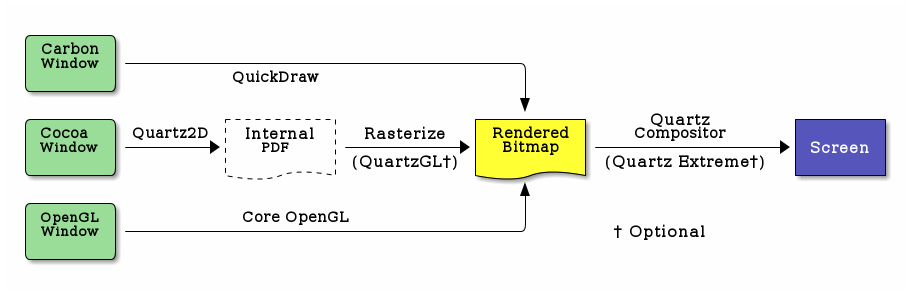 Carbon
Window
QuickDraw
Cocoa
Window
Quartz2D
Internal
PDF
Rasterize
(QuartzGL†)
Rendered
Bitmap
Quartz
Compositor
(Quartz Extreme†)
Screen
OpenGL
Window
Core OpenGL
† Optional